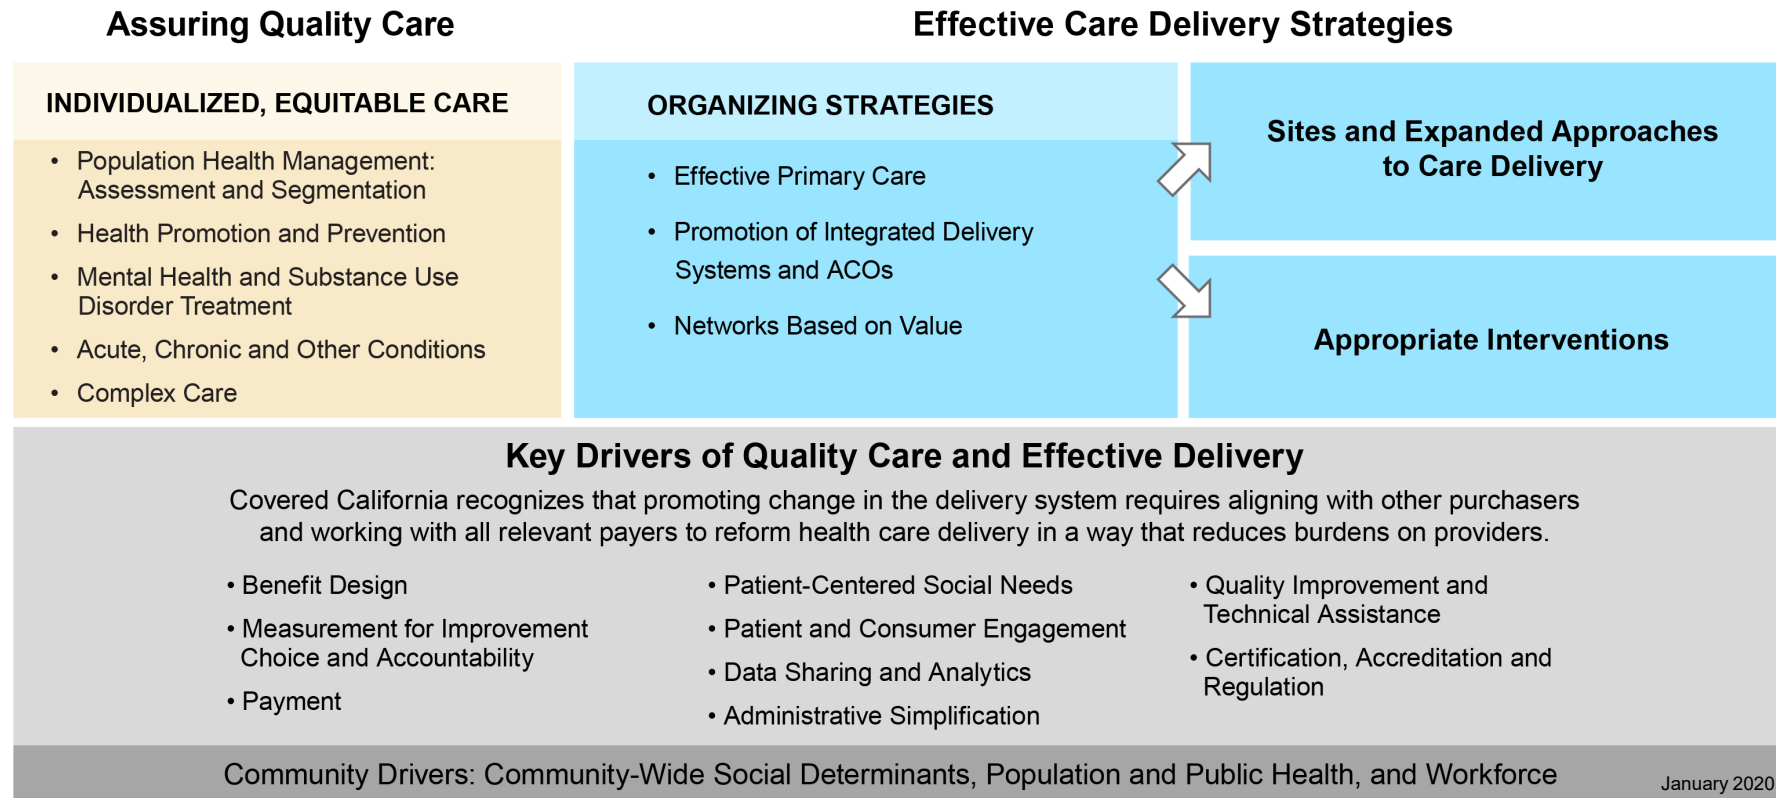 Assuring Quality Care
Effective Care Delivery Strategies
INDIVIDUALIZED, EQUITABLE CARE
• Population Health Management:
Assessment and Segmentation
• Health Promotion and Prevention
• Mental Health and Substance Use
Disorder Treatment
• Acute, Chronic and Other Conditions
• Complex Care
ORGANIZING STRATEGIES
• Effective Primary Care
• Promotion of Integrated Delivery
Systems and ACOs
• Networks Based on Value
Sites and Expanded Approaches
to Care Delivery
Appropriate Interventions
Key Drivers of Quality Care and Effective Delivery
Covered California recognizes that promoting change in the delivery system requires aligning with other purchasers
and working with all relevant payers to reform health care delivery in a way that reduces burdens on providers.
• Benefit Design
• Measurement for Improvement
Choice and Accountability
• Payment
• Patient-Centered Social Needs
• Patient and Consumer Engagement
• Data Sharing and Analytics
• Administrative Simplification
• Quality Improvement and
Technical Assistance
• Certification, Accreditation and
Regulation
Community Drivers: Community-Wide Social Determinants, Population and Public Health, and Workforce
January 2020